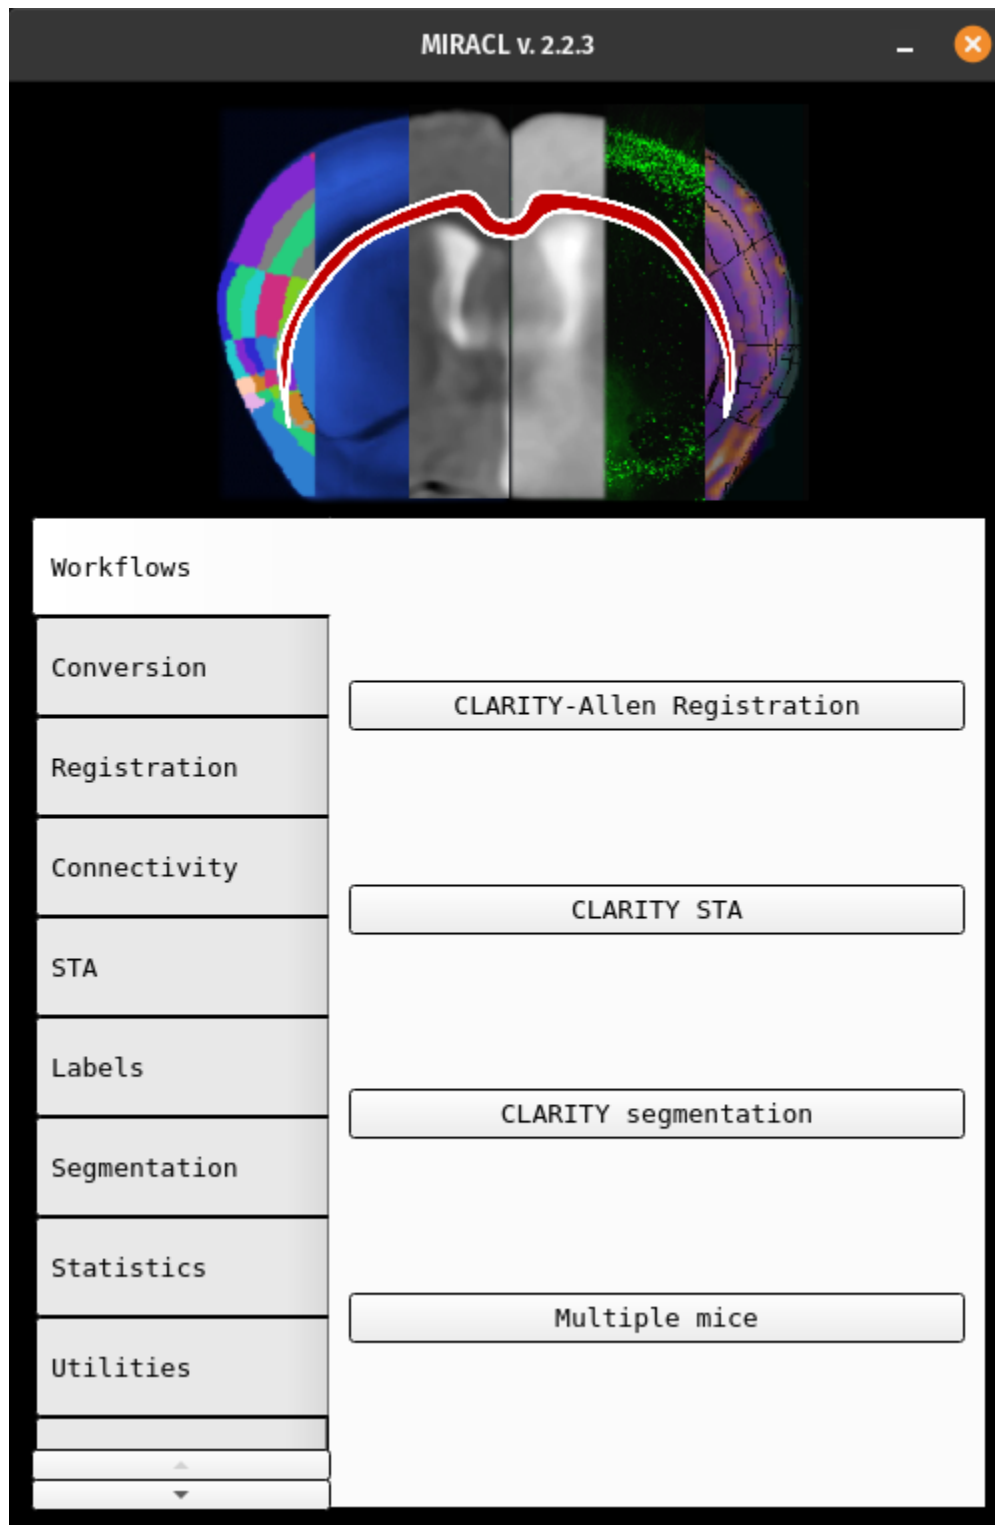 MIRACL v. 2.2.3
Workflows
Conversion
Registration
Connectivity
STA
Labels
Segmentation
Statistics
Utilities
CLARITY-Allen Registration
CLARITY STA
CLARITY segmentation
Multiple mice